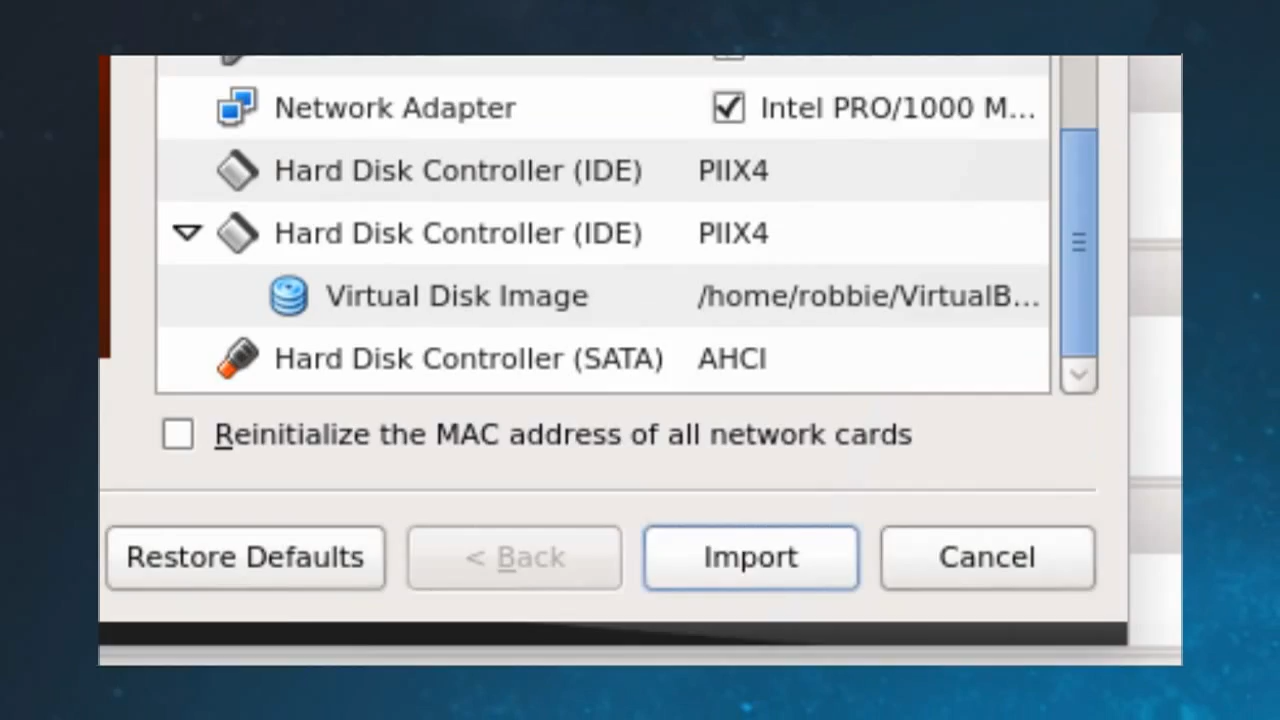 Network Adapter Intel PRO/1000 M...
Hard Disk Controller (IDE) PIIX4
Hard Disk Controller (IDE) PIIX4
Virtual Disk Image /home/robbie/VirtualB...
Hard Disk Controller (SATA) AHCI
Reinitialize the MAC address of all network cards
Restore Defaults < Back Import Cancel